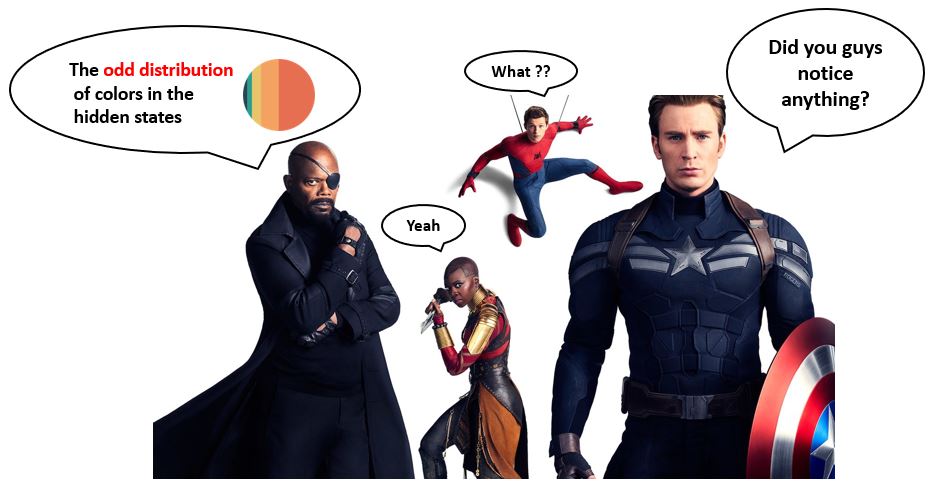 Did you guys
notice
anything?
What ??
The odd distribution
of colors in the
hidden states
Yeah